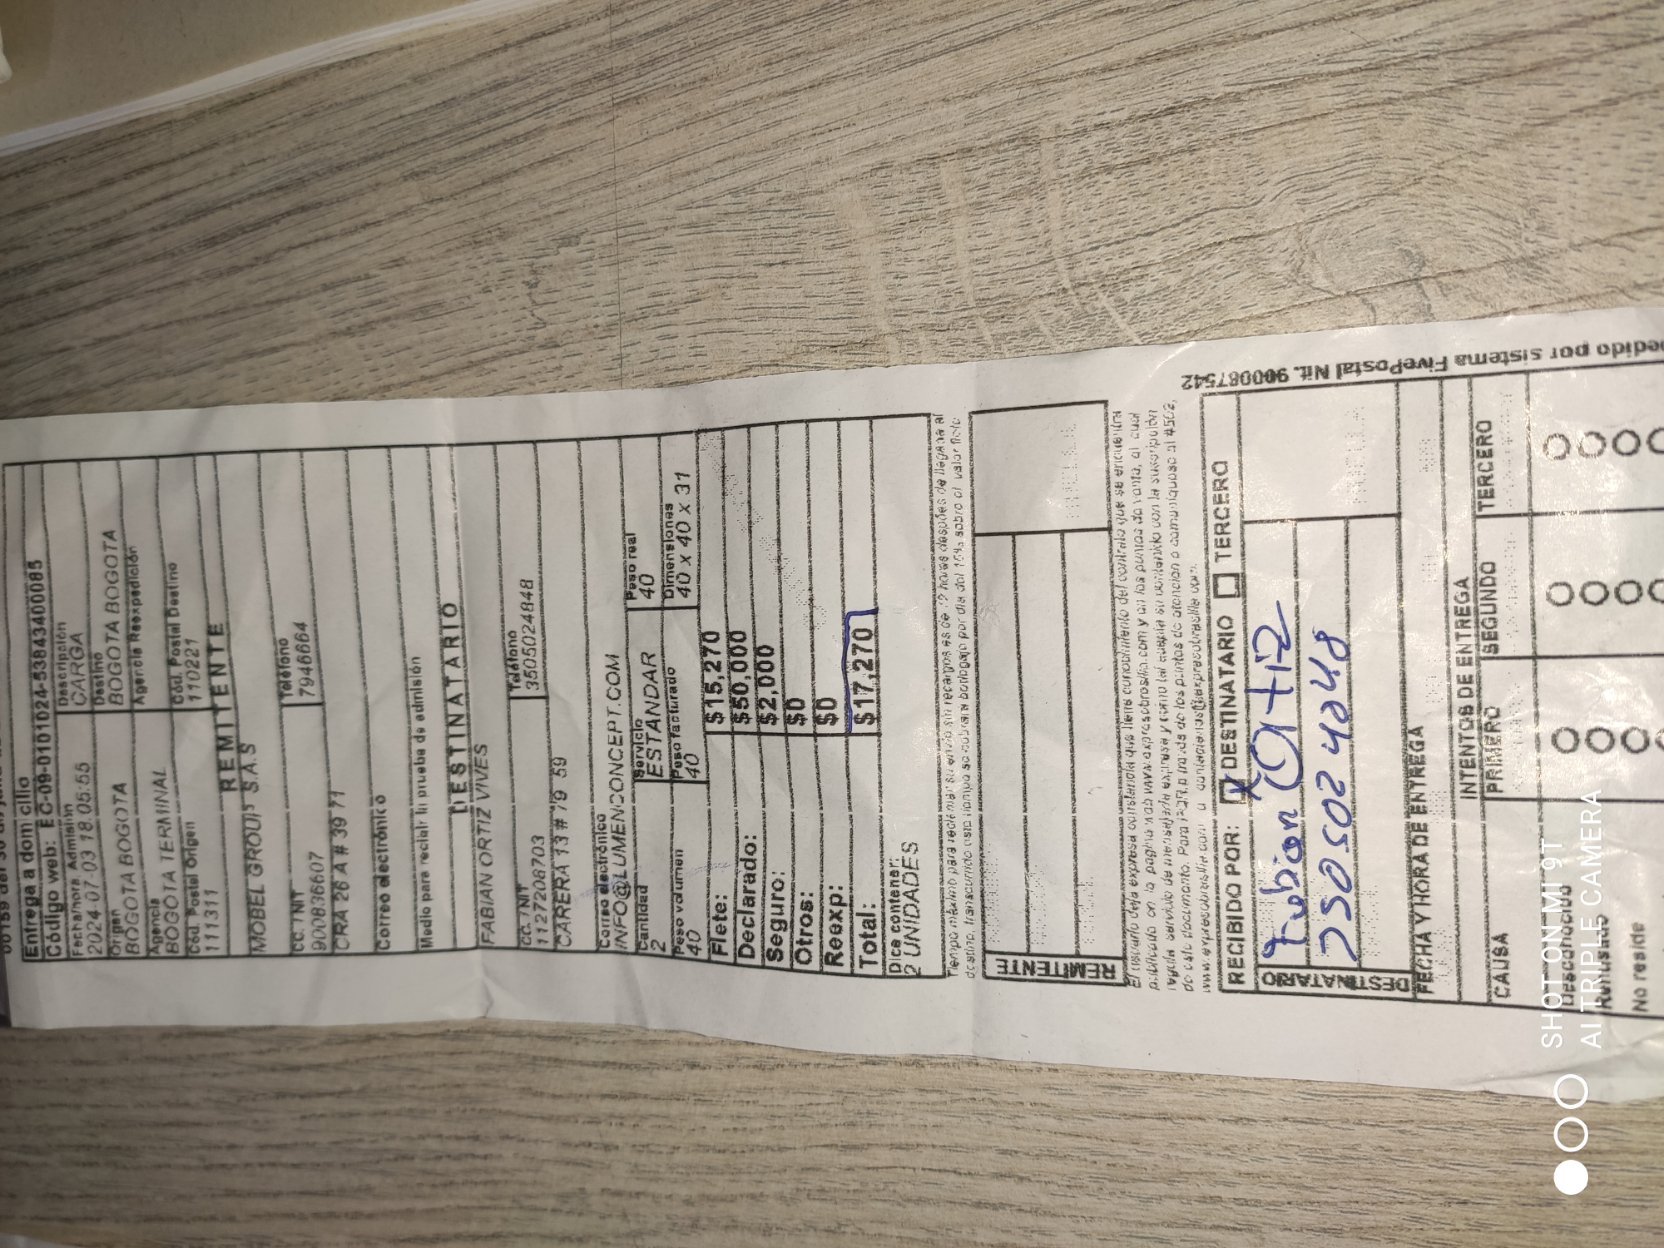 Entrega a domicilio
Código web: EC-09-0101024-5384340085
Fecha/hora Admisión Descripción
2024 07 03 18:05:55 CARGA
Origen Destino
BOGOTA BOGOTA BOGOTA BOGOTA
Agencia Agencia Reexpedición
BOGOTA TERMINAL
Cód. Postal Origen Cód. Postal Destino
111311 110221
REMITENTE
MOBEL GROUP S.A.S
CC. / NIT Teléfono
900836607 7946664
CRA 26 A # 39 71
Correo electrónico
Medio para recibir la prueba de admisión
DESTINATARIO
FABIAN ORTIZ VIVES
CC. / NIT Teléfono
1127208703 3505024848
CARERA 13 # 79 59
Correo electrónico
INFO@LUMENCONCEPT.COM
Cantidad Servicio Peso real
2 ESTANDAR 40
Peso volumen Peso facturado Dimensiones
40 40 40 x 40 x 31
Flete: $15,270
Declarado: $50,000
Seguro: $2,000
Otros: $0
Reexp: $0
Total: $17,270
Dice contener:
2 UNIDADES
REMITENTE
RECIBIDO POR: X DESTINATARIO TERCERO
DESTINATARIO
Fabian Ortiz
3505024848
FECHA Y HORA DE ENTREGA
INTENTOS DE ENTREGA
CAUSA PRIMERO SEGUNDO TERCERO
Desconocido
Rehusado
No reside
pedido por sistema FivePostal Nit. 900087542
SHOT ON MI 9T
AI TRIPLE CAMERA